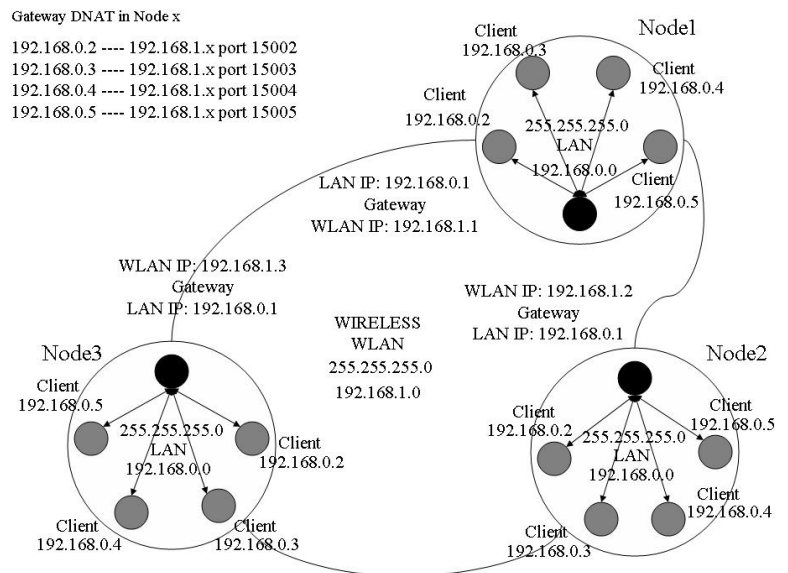 Gateway DNAT in Node x
192.168.0.2 ---- 192.168.1.x port 15002
192.168.0.3 ---- 192.168.1.x port 15003
192.168.0.4 ---- 192.168.1.x port 15004
192.168.0.5 ---- 192.168.1.x port 15005
Node1
Client
192.168.0.3
Client
192.168.0.4
Client
192.168.0.2
255.255.255.0
LAN
192.168.0.0
Client
192.168.0.5
LAN IP: 192.168.0.1
Gateway
WLAN IP: 192.168.1.1
WLAN IP: 192.168.1.3
Gateway
LAN IP: 192.168.0.1
WIRELESS
WLAN
255.255.255.0
192.168.1.0
WLAN IP: 192.168.1.2
Gateway
LAN IP: 192.168.0.1
Node3
Client
192.168.0.5
255.255.255.0
LAN
192.168.0.0
Client
192.168.0.2
Client
192.168.0.4
Client
192.168.0.3
Node2
Client
192.168.0.2
255.255.255.0
LAN
192.168.0.0
Client
192.168.0.5
Client
192.168.0.4
Client
192.168.0.3